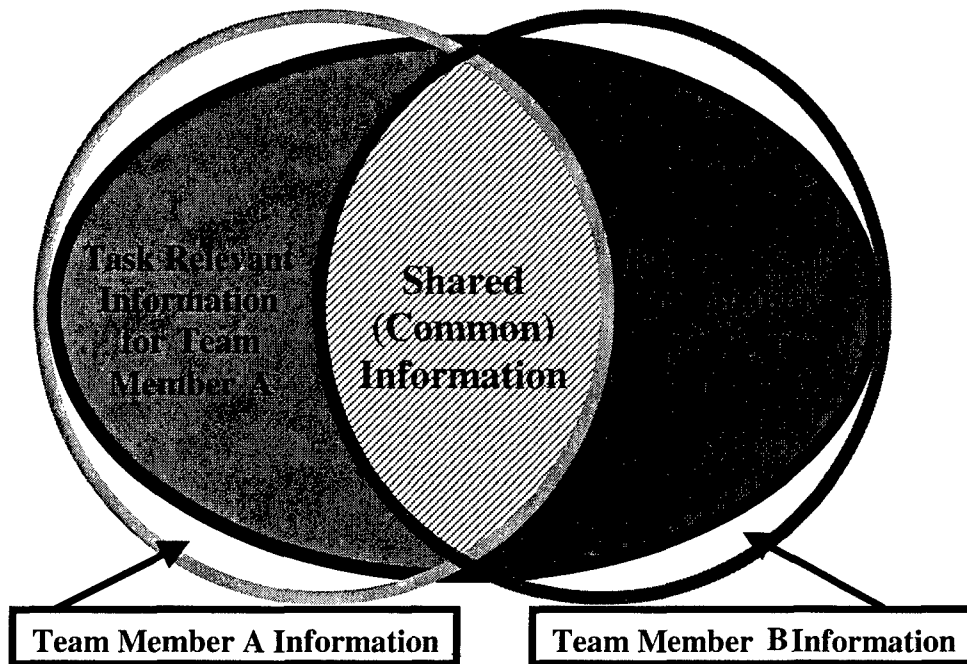 Task Relevant
Information
for Team
Member A
Shared
(Common)
Information
Team Member A Information
Team Member B Information